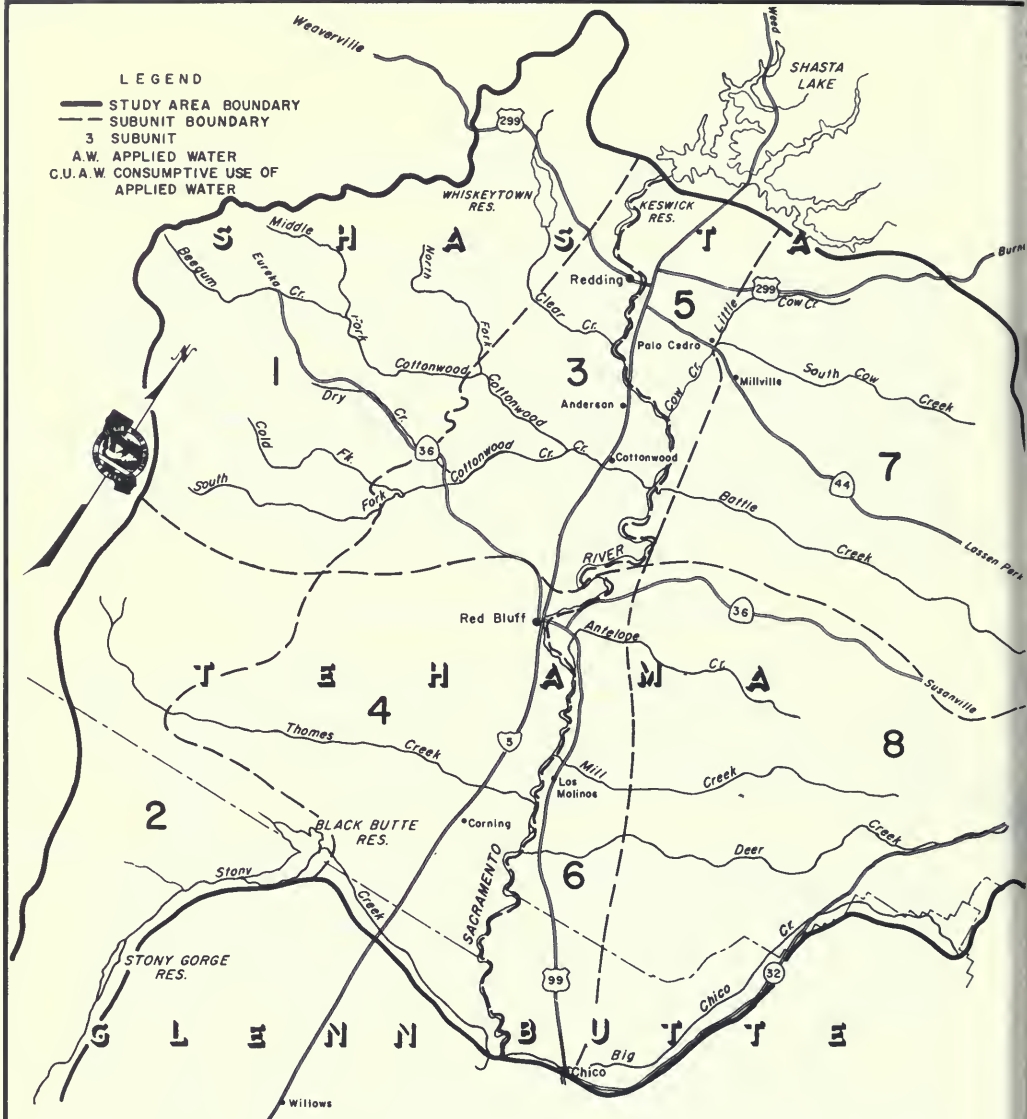 Weaverville
Weed
LEGEND
STUDY AREA BOUNDARY
SUBUNIT BOUNDARY
3 SUBUNIT
A.W. APPLIED WATER
C.U.A.W. CONSUMPTIVE USE OF
APPLIED WATER
SHASTA
LAKE
299
WHISKEYTOWN
RES.
KESWICK
RES.
SHASTA
Middle
Fork
North
Fork
Beegum
Cr.
Eureka
Clear
Cr.
Redding
5
299
Little
Cow Cr.
Burne
Palo Cedro
Cow Cr.
Millville
South Cow
Creek
1
Dry
Cr.
Cottonwood
Cottonwood
Cr.
3
Anderson
N
Cold
Fk.
36
Cottonwood
Cr.
Cottonwood
South
Fork
7
44
Battle
Creek
Lassen Park
RIVER
36
Red Bluff
Antelope
Cr.
Susanville
TEHAMA
4
Thomes
Creek
5
8
Mill
Creek
Los
Molinos
Corning
2
BLACK BUTTE
RES.
Deer
Creek
Stony
Creek
SACRAMENTO
6
STONY GORGE
RES.
99
Cr.
32
Chico
Big
GLENN
BUTTE
Chico
Willows